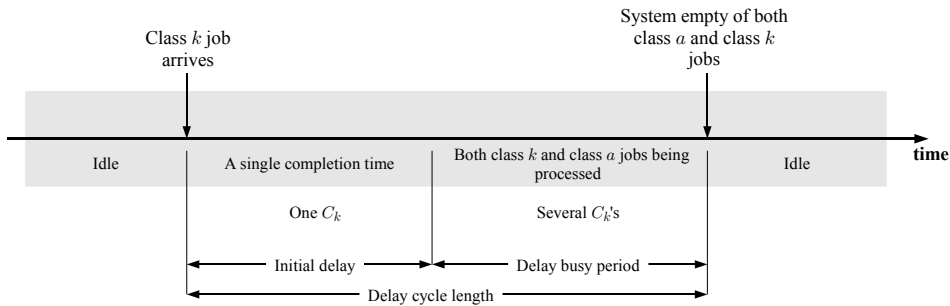 Class k job
arrives
System empty of both
class a and class k
jobs
Idle
A single completion time
Both class k and class a jobs being
processed
Idle
time
One C_k
Several C_k's
Initial delay
Delay busy period
Delay cycle length